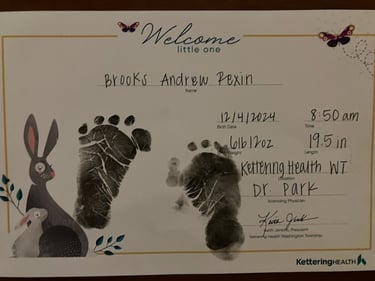 Welcome
little one
Brooks Andrew Pexin
Name
12/4/2024 8:50 am
Birth Date Time
6lb 12oz 19.5 in
Weight Length
Kettering Health WT
Location
Dr. Park
Attending Physician
President
Kettering Health Washington Township
KetteringHEALTH